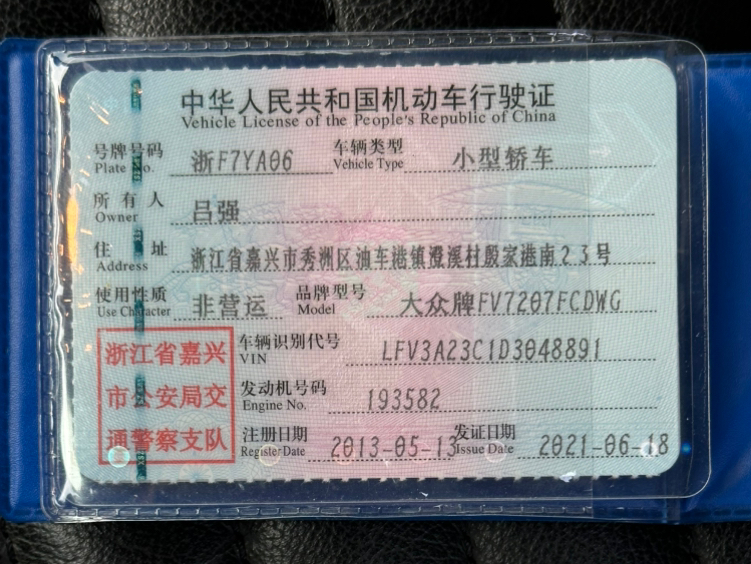 中华人民共和国机动车行驶证
Vehicle License of the People's Republic of China
号牌号码 浙F7YA06 车辆类型 小型轿车
Plate No. Vehicle Type
所有人 吕强
Owner
住址 浙江省嘉兴市秀洲区油车港镇澄溪村殷家港南23号
Address
使用性质 非营运 品牌型号 大众牌FV7207FCDWG
Use Character Model
浙江省嘉兴
市公安局交
通警察支队
车辆识别代号 LFV3A23C1D3048891
VIN
发动机号码 193582
Engine No.
注册日期 2013-05-13 发证日期 2021-06-18
Register Date Issue Date